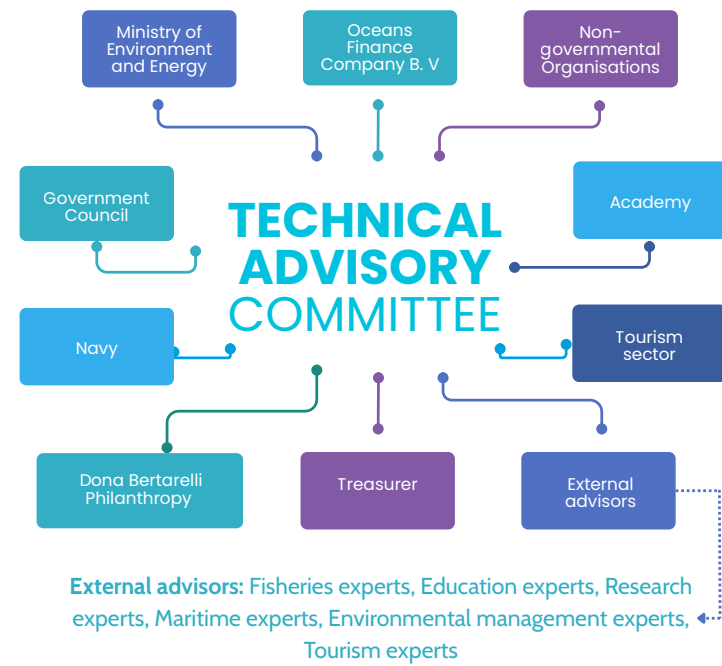 Ministry of
Environment
and Energy
Oceans
Finance
Company B. V
Non-
governmental
Organisations
Government
Council
TECHNICAL
ADVISORY
COMMITTEE
Academy
Navy
Tourism
sector
Dona Bertarelli
Philanthropy
Treasurer
External
advisors
External advisors: Fisheries experts, Education experts, Research
experts, Maritime experts, Environmental management experts,
Tourism experts